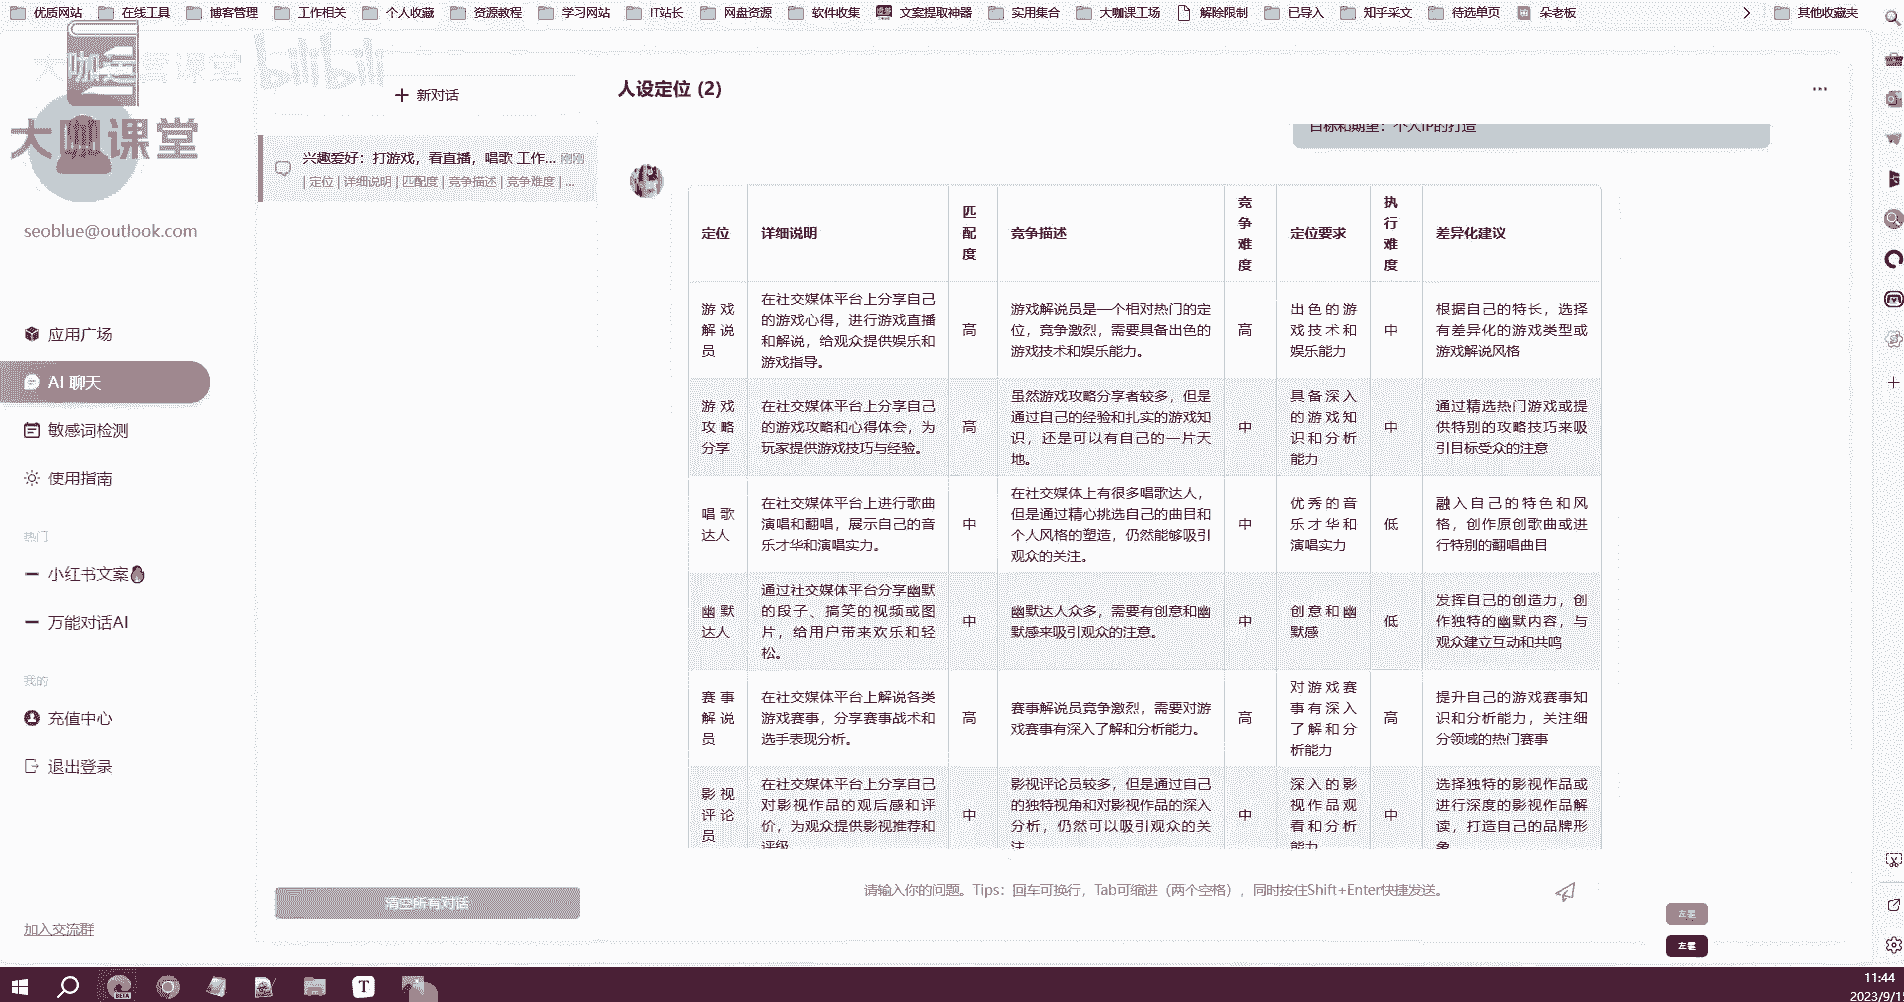 优质网站 在线工具 博客管理 工作相关 个人收藏 资源教程 学习网站 IT站长 网盘资源 软件收集 文案提取神器 实用集合 大咖课工场 解除限制 已导入 知乎采文 待选单页 朵老板 其他收藏夹
bilibili
大咖课堂
seoblue@outlook.com
应用广场
AI 聊天
敏感词检测
使用指南
热门
小红书文案
万能对话AI
我的
充值中心
退出登录
加入交流群
+ 新对话
兴趣爱好：打游戏，看直播，唱歌 工作... 刚刚
| 定位 | 详细说明 | 匹配度 | 竞争描述 | 竞争难度 | ...
清空所有对话
人设定位 (2)
...
目标和期望：个人IP的打造
定位 详细说明 匹配度 竞争描述 竞争难度 定位要求 执行难度 差异化建议
游戏解说员
在社交媒体平台上分享自己
的游戏心得，进行游戏直播
和解说，给观众提供娱乐和
游戏指导。
高
游戏解说员是一个相对热门的定
位，竞争激烈，需要具备出色的
游戏技术和娱乐能力。
高
出色的游
戏技术和
娱乐能力
中
根据自己的特长，选择
有差异化的游戏类型或
游戏解说风格
游戏攻略分享
在社交媒体平台上分享自己
的游戏攻略和心得体会，为
玩家提供游戏技巧与经验。
高
虽然游戏攻略分享者较多，但是
通过自己的经验和扎实的游戏知
识，还是可以有自己的一片天
地。
中
具备深入
的游戏知
识和分析
能力
中
通过精选热门游戏或提
供特别的攻略技巧来吸
引目标受众的注意
唱歌达人
在社交媒体平台上进行歌曲
演唱和翻唱，展示自己的音
乐才华和演唱实力。
中
在社交媒体上有很多唱歌达人，
但是通过精心挑选自己的曲目和
个人风格的塑造，仍然能够吸引
观众的关注。
中
优秀的音
乐才华和
演唱实力
低
融入自己的特色和风
格，创作原创歌曲或进
行特别的翻唱曲目
幽默达人
通过社交媒体平台分享幽默
的段子、搞笑的视频或图
片，给用户带来欢乐和轻
松。
中
幽默达人众多，需要有创意和幽
默感来吸引观众的注意。
中
创意和幽
默感
低
发挥自己的创造力，创
作独特的幽默内容，与
观众建立互动和共鸣
赛事解说员
在社交媒体平台上解说各类
游戏赛事，分享赛事战术和
选手表现分析。
高
赛事解说员竞争激烈，需要对游
戏赛事有深入了解和分析能力。
高
对游戏赛
事有深入
了解和分
析能力
高
提升自己的游戏赛事知
识和分析能力，关注细
分领域的热门赛事
影视评论员
在社交媒体平台上分享自己
对影视作品的观后感和评
价，为观众提供影视推荐和
评级
中
影视评论员较多，但是通过自己
的独特视角和对影视作品的深入
分析，仍然可以吸引观众的关
注
中
深入的影
视作品观
看和分析
能力
中
选择独特的影视作品或
进行深度的影视作品解
读，打造自己的品牌形
象
请输入你的问题。Tips：回车可换行，Tab可缩进（两个空格），同时按住Shift+Enter快捷发送。
左键
左键
11:44
2023/9/1